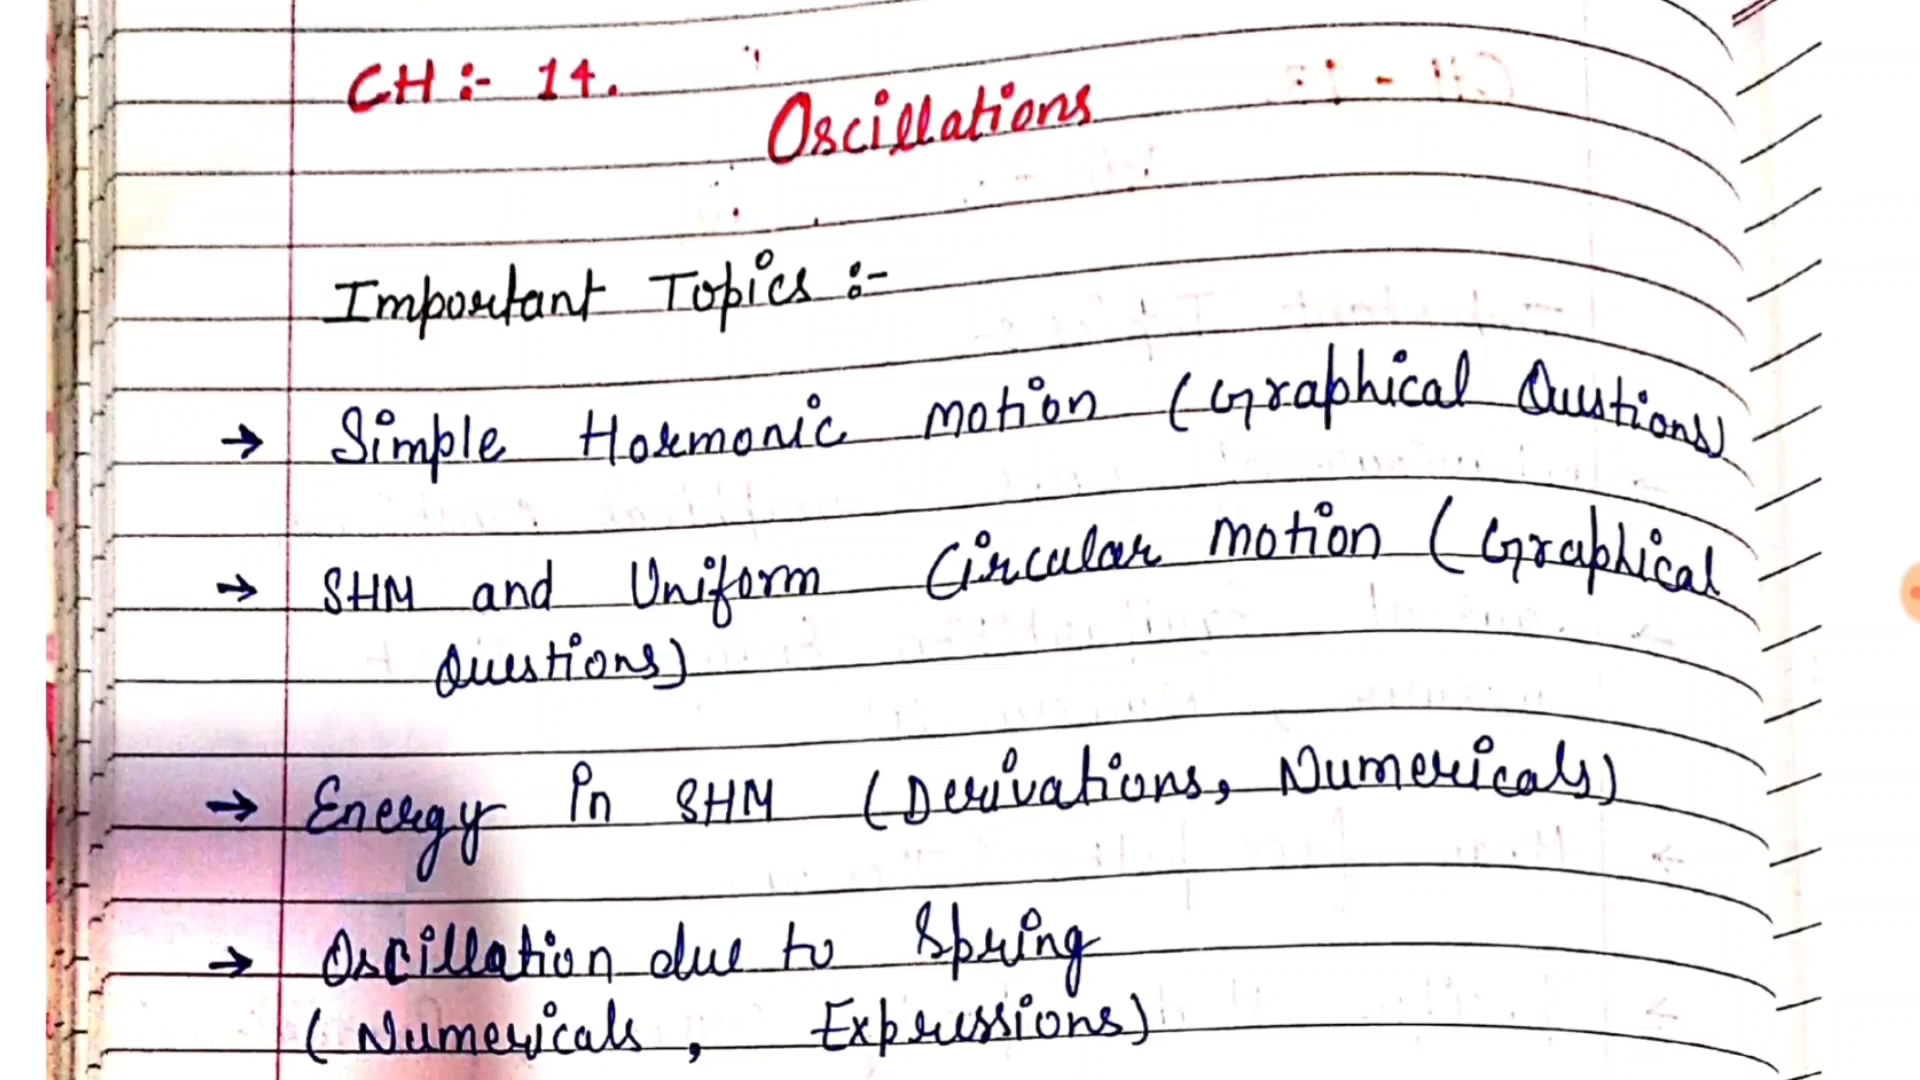 CH :- 14.
Oscillations
Important Topics :-
→ Simple Harmonic motion (Graphical Questions)
→ SHM and Uniform Circular motion (Graphical
Questions)
→ Energy in SHM (Derivations, Numericals)
→ Oscillation due to Spring
(Numericals, Expressions)